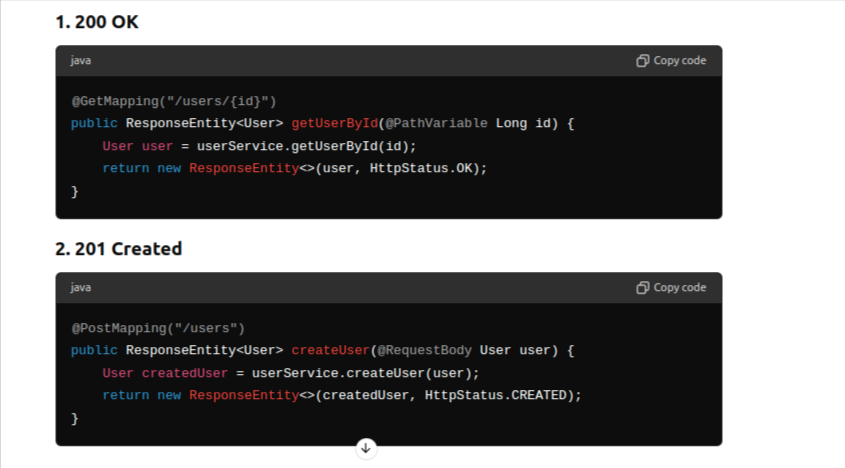 1. 200 OK
java Copy code
@GetMapping("/users/{id}")
public ResponseEntity<User> getUserById(@PathVariable Long id) {
    User user = userService.getUserById(id);
    return new ResponseEntity<>(user, HttpStatus.OK);
}
2. 201 Created
java Copy code
@PostMapping("/users")
public ResponseEntity<User> createUser(@RequestBody User user) {
    User createdUser = userService.createUser(user);
    return new ResponseEntity<>(createdUser, HttpStatus.CREATED);
}